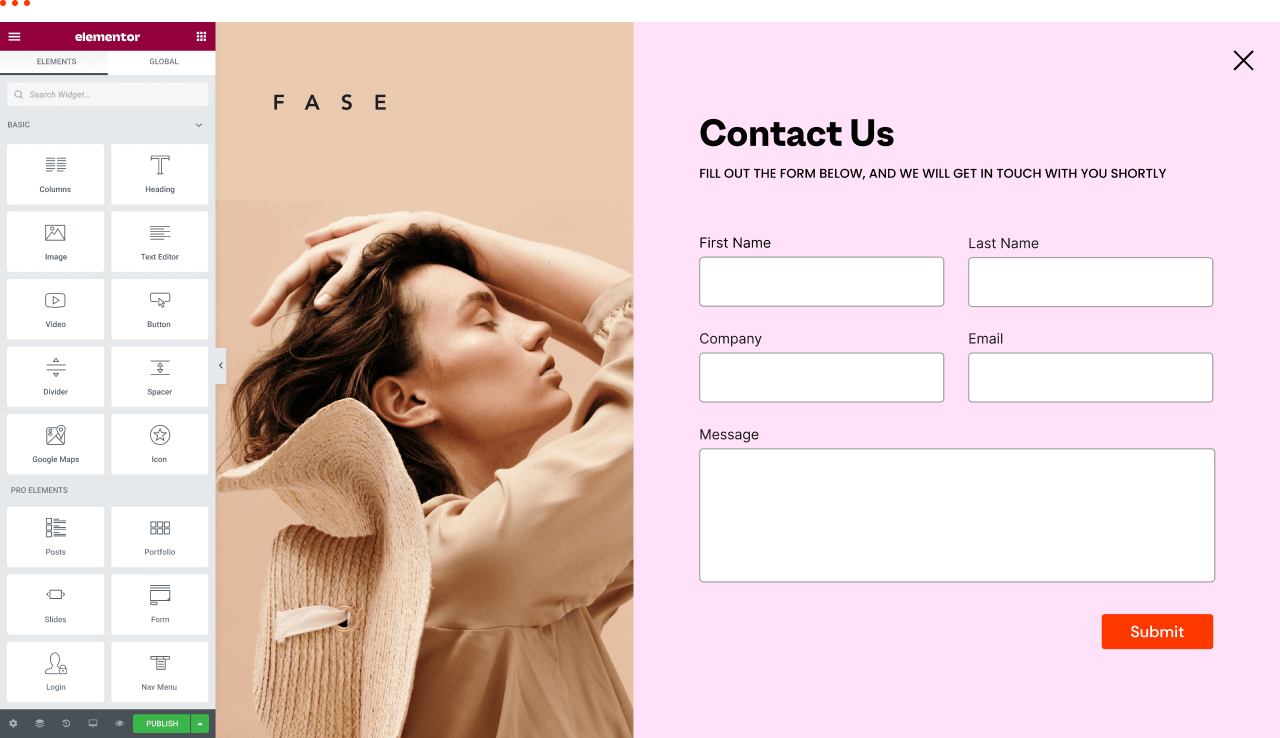 elementor
ELEMENTS
GLOBAL
Search Widget...
BASIC
Columns
Heading
Image
Text Editor
Video
Button
Divider
Spacer
Google Maps
Icon
PRO ELEMENTS
Posts
Portfolio
Slides
Form
Login
Nav Menu
PUBLISH
FASE
Contact Us
FILL OUT THE FORM BELOW, AND WE WILL GET IN TOUCH WITH YOU SHORTLY
First Name
Last Name
Company
Email
Message
Submit